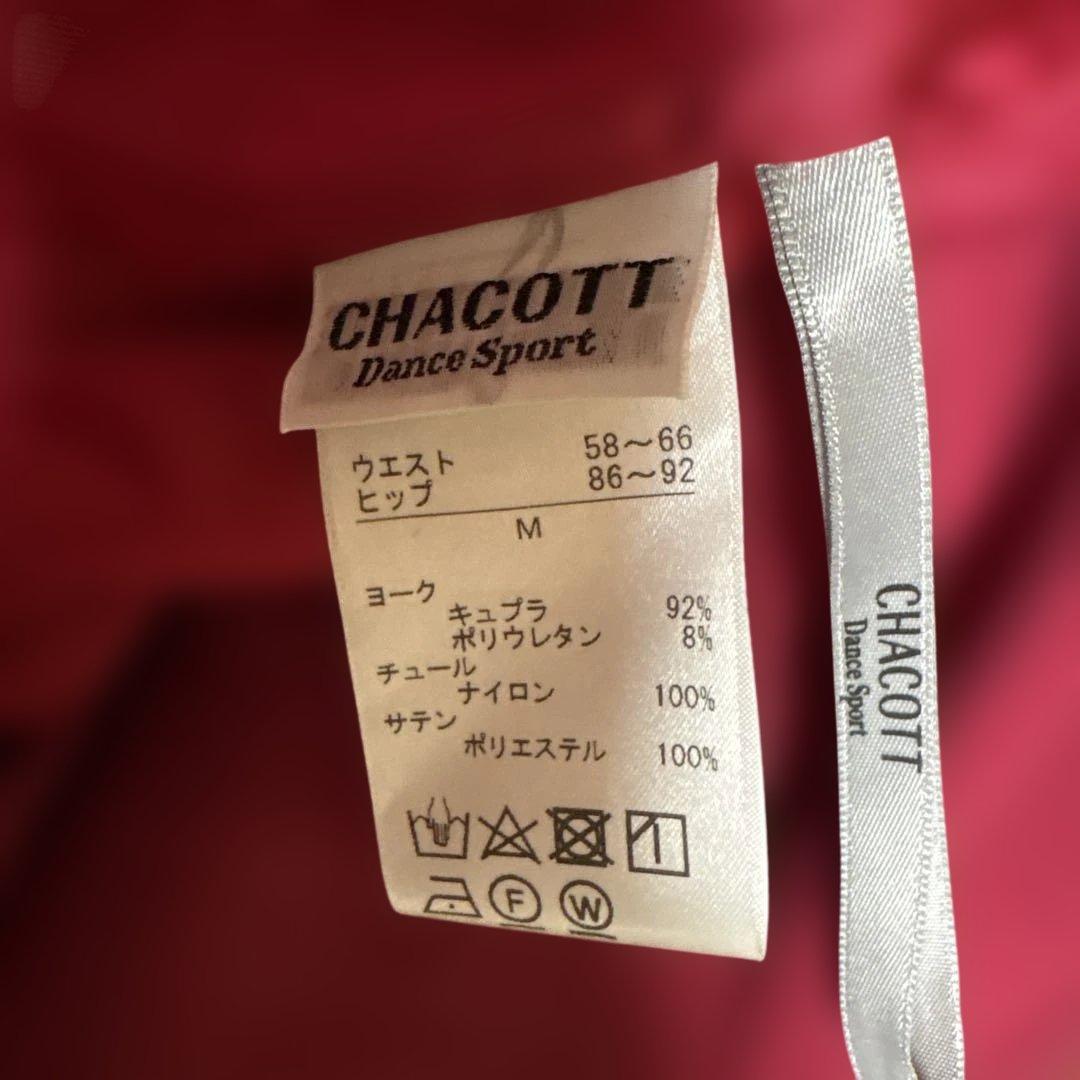 CHACOTT
Dance Sport
ウエスト 58～66
ヒップ 86～92
M
ヨーク
キュプラ 92%
ポリウレタン 8%
チュール
ナイロン 100%
サテン
ポリエステル 100%
F W
CHACOTT
Dance Sport